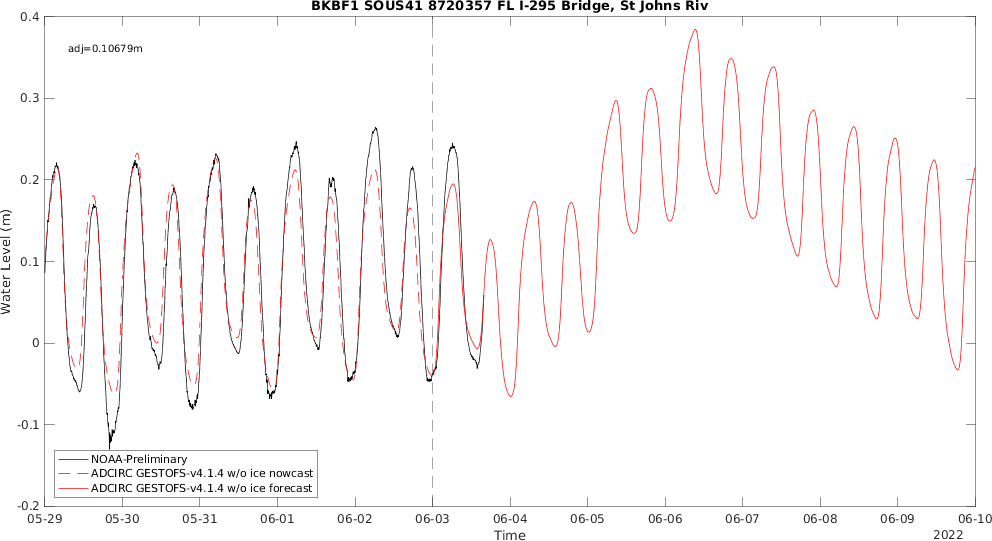 BKBF1 SOUS41 8720357 FL I-295 Bridge, St Johns Riv
adj=0.10679m
0.4
0.3
0.2
0.1
0
-0.1
-0.2
Water Level (m)
NOAA-Preliminary
ADCIRC GESTOFS-v4.1.4 w/o ice nowcast
ADCIRC GESTOFS-v4.1.4 w/o ice forecast
05-29 05-30 05-31 06-01 06-02 06-03 06-04 06-05 06-06 06-07 06-08 06-09 06-10
Time
2022